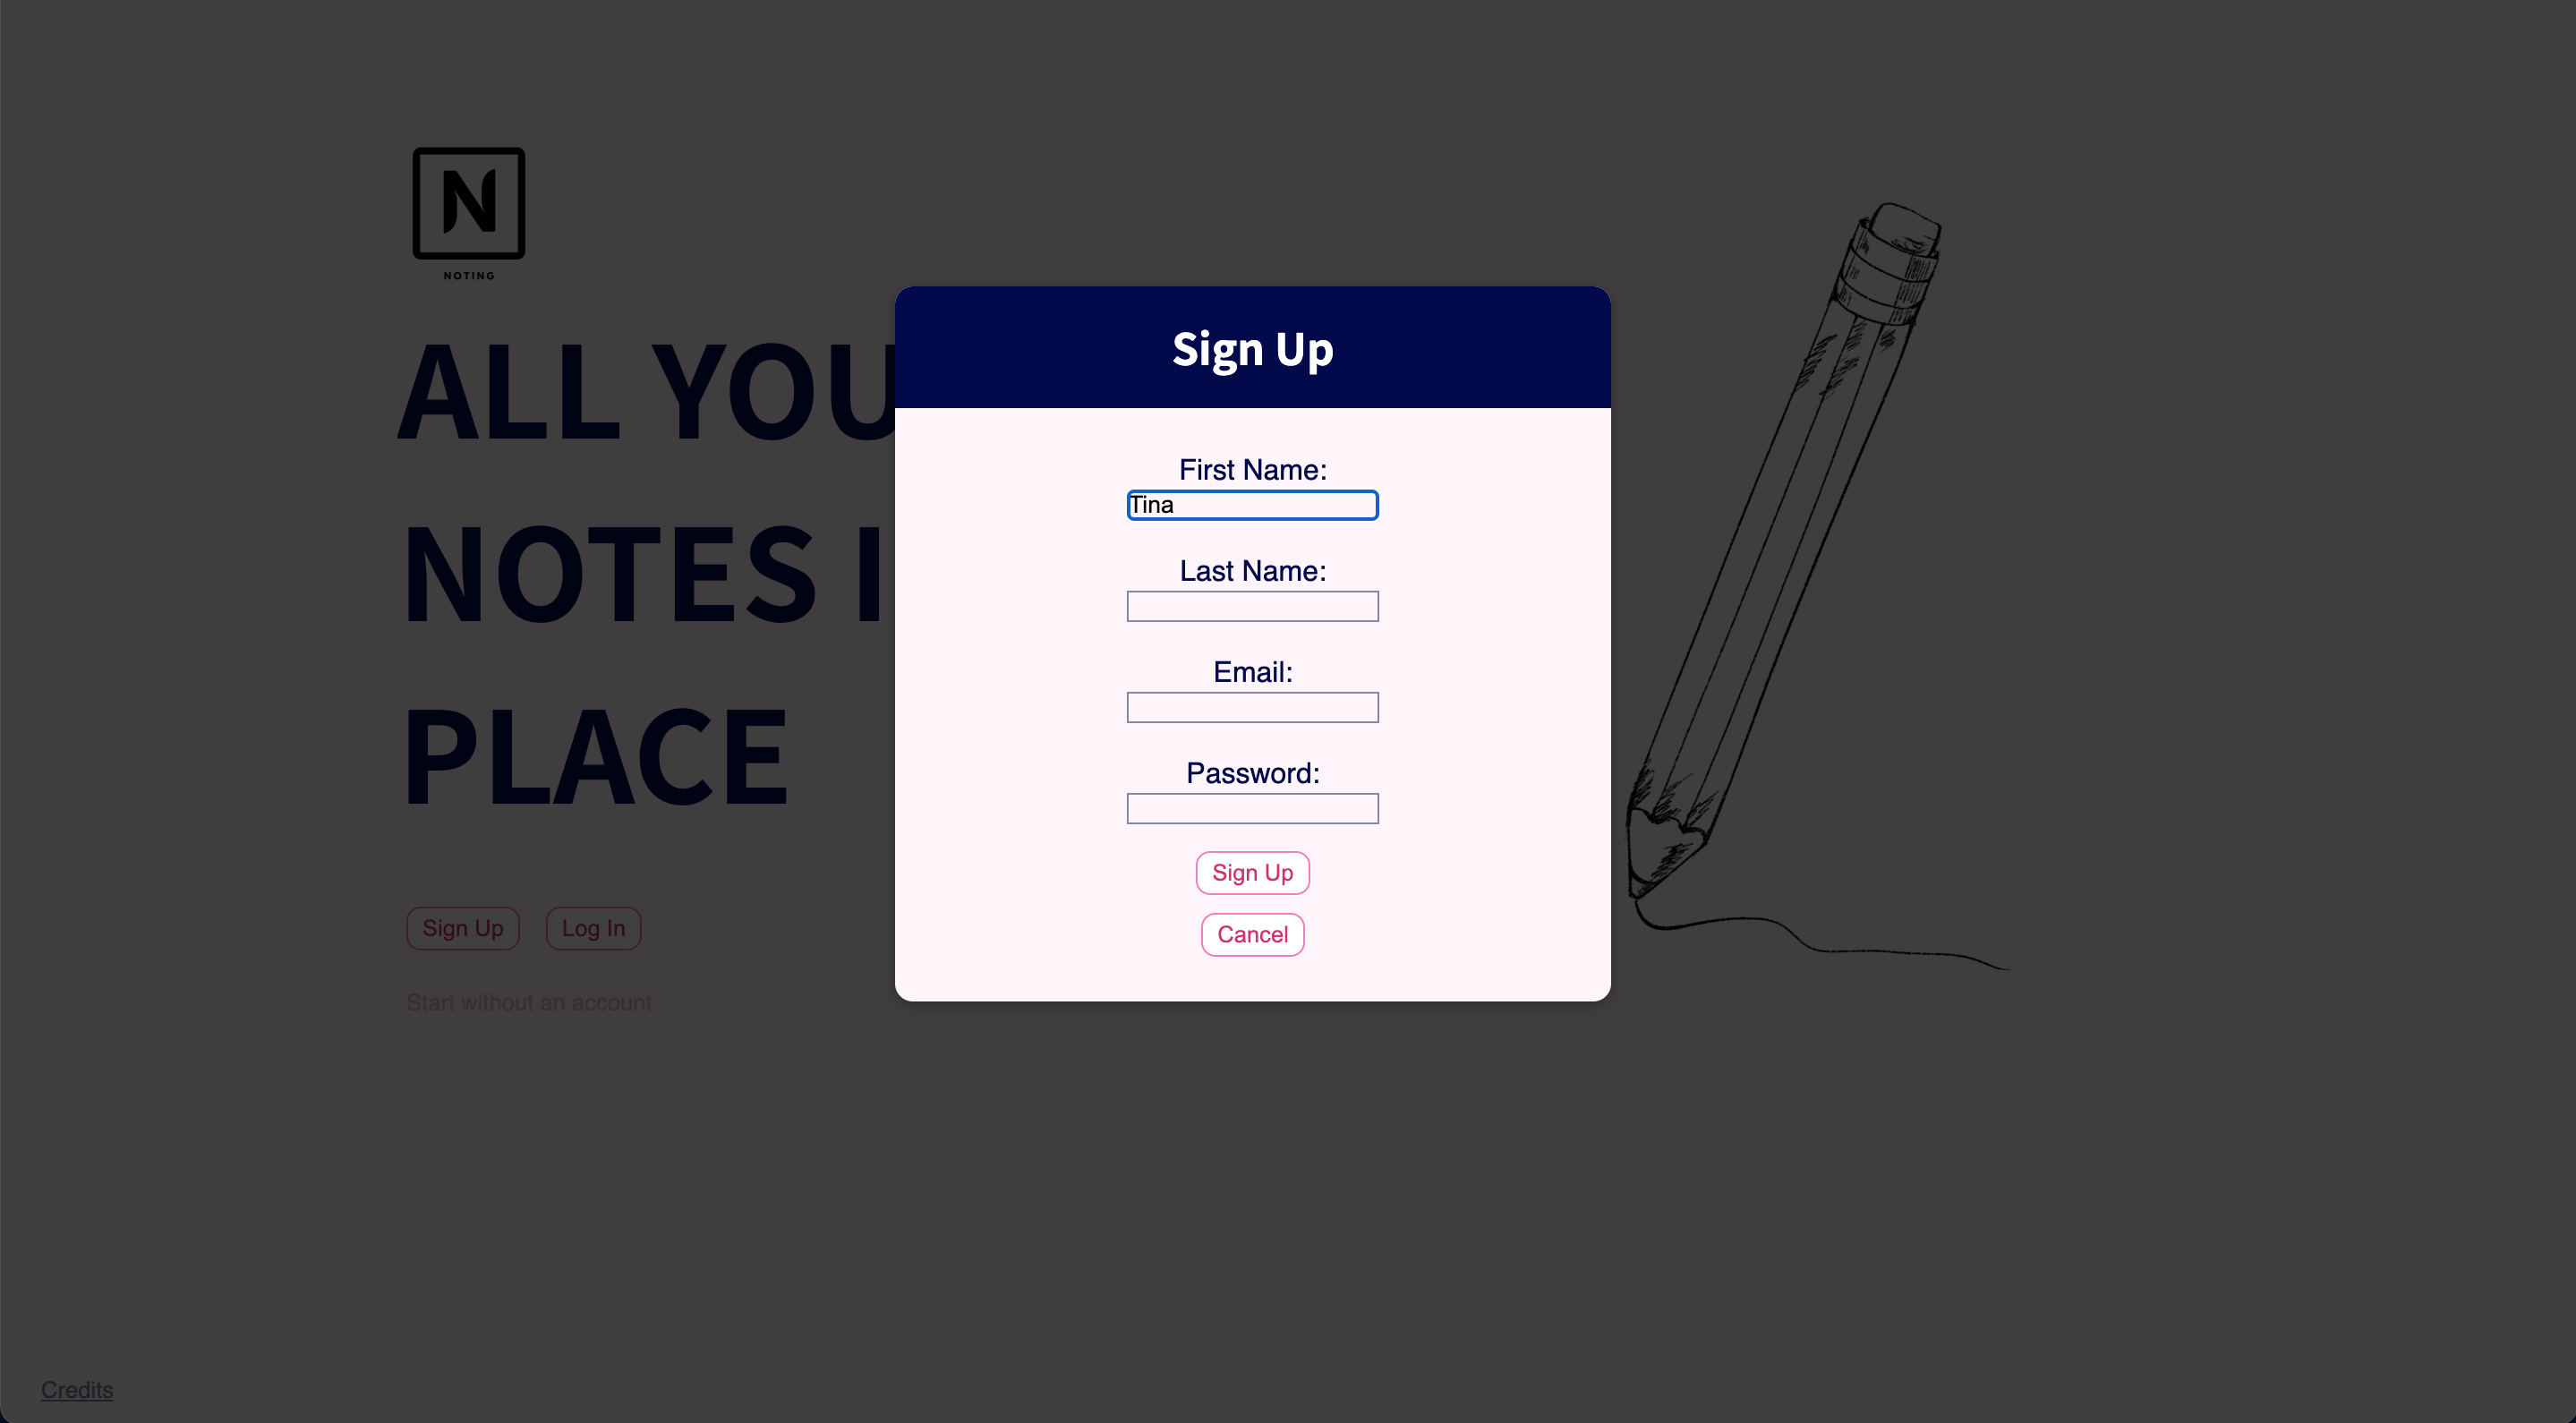 N
NOTING
ALL YOU
NOTES I
PLACE
Sign Up
Log In
Start without an account
Sign Up
First Name:
Tina
Last Name:
Email:
Password:
Sign Up
Cancel
Credits